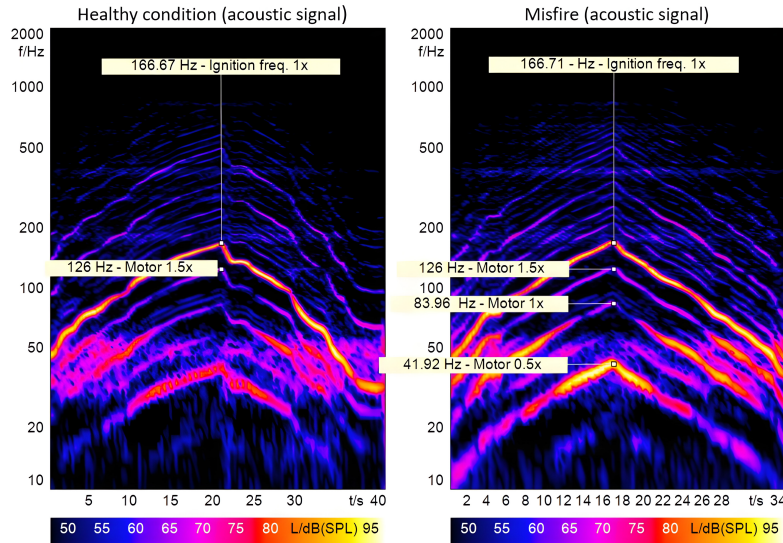 Healthy condition (acoustic signal)
2000
f/Hz
1000
500
200
100
50
20
10
166.67 Hz - Ignition freq. 1x
126 Hz - Motor 1.5x
5 10 15 20 25 30 t/s 40
50 55 60 65 70 75 80 L/dB(SPL) 95
Misfire (acoustic signal)
2000
f/Hz
1000
500
200
100
50
20
10
166.71 - Hz - Ignition freq. 1x
126 Hz - Motor 1.5x
83.96 Hz - Motor 1x
41.92 Hz - Motor 0.5x
2 4 6 8 10 12 14 16 18 20 22 24 26 28 t/s 34
50 55 60 65 70 75 80 L/dB(SPL) 95